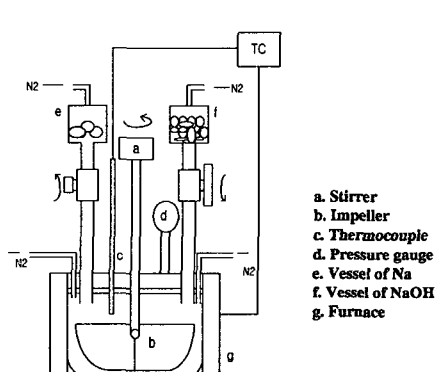 TC
N2
N2
e
f
a
a. Stirrer
b. Impeller
c. Thermocouple
d. Pressure gauge
e. Vessel of Na
f. Vessel of NaOH
g. Furnace
d
c
N2
N2
b
g